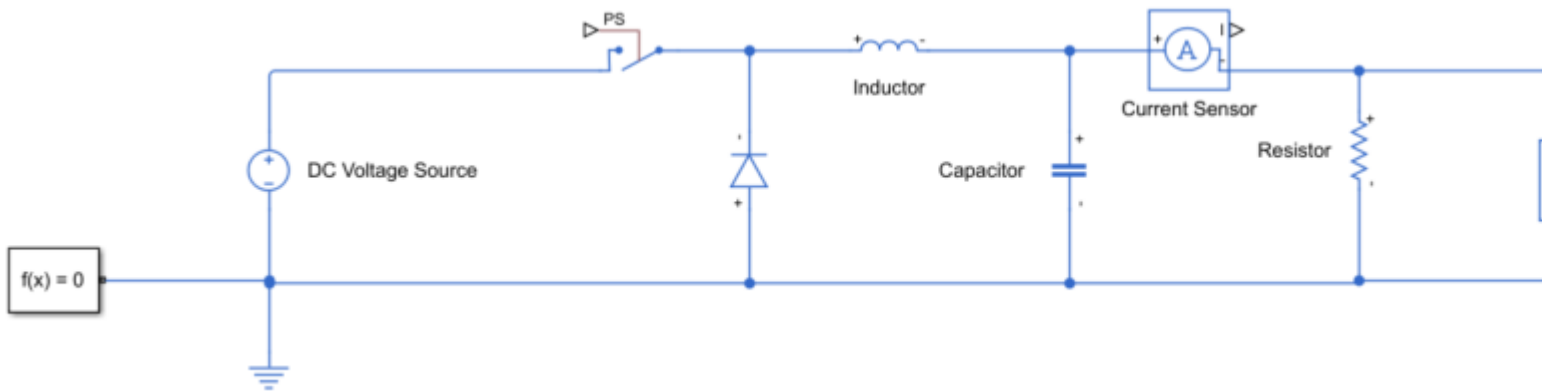 PS
I
A
Inductor
Current Sensor
Resistor
DC Voltage Source
Capacitor
f(x) = 0